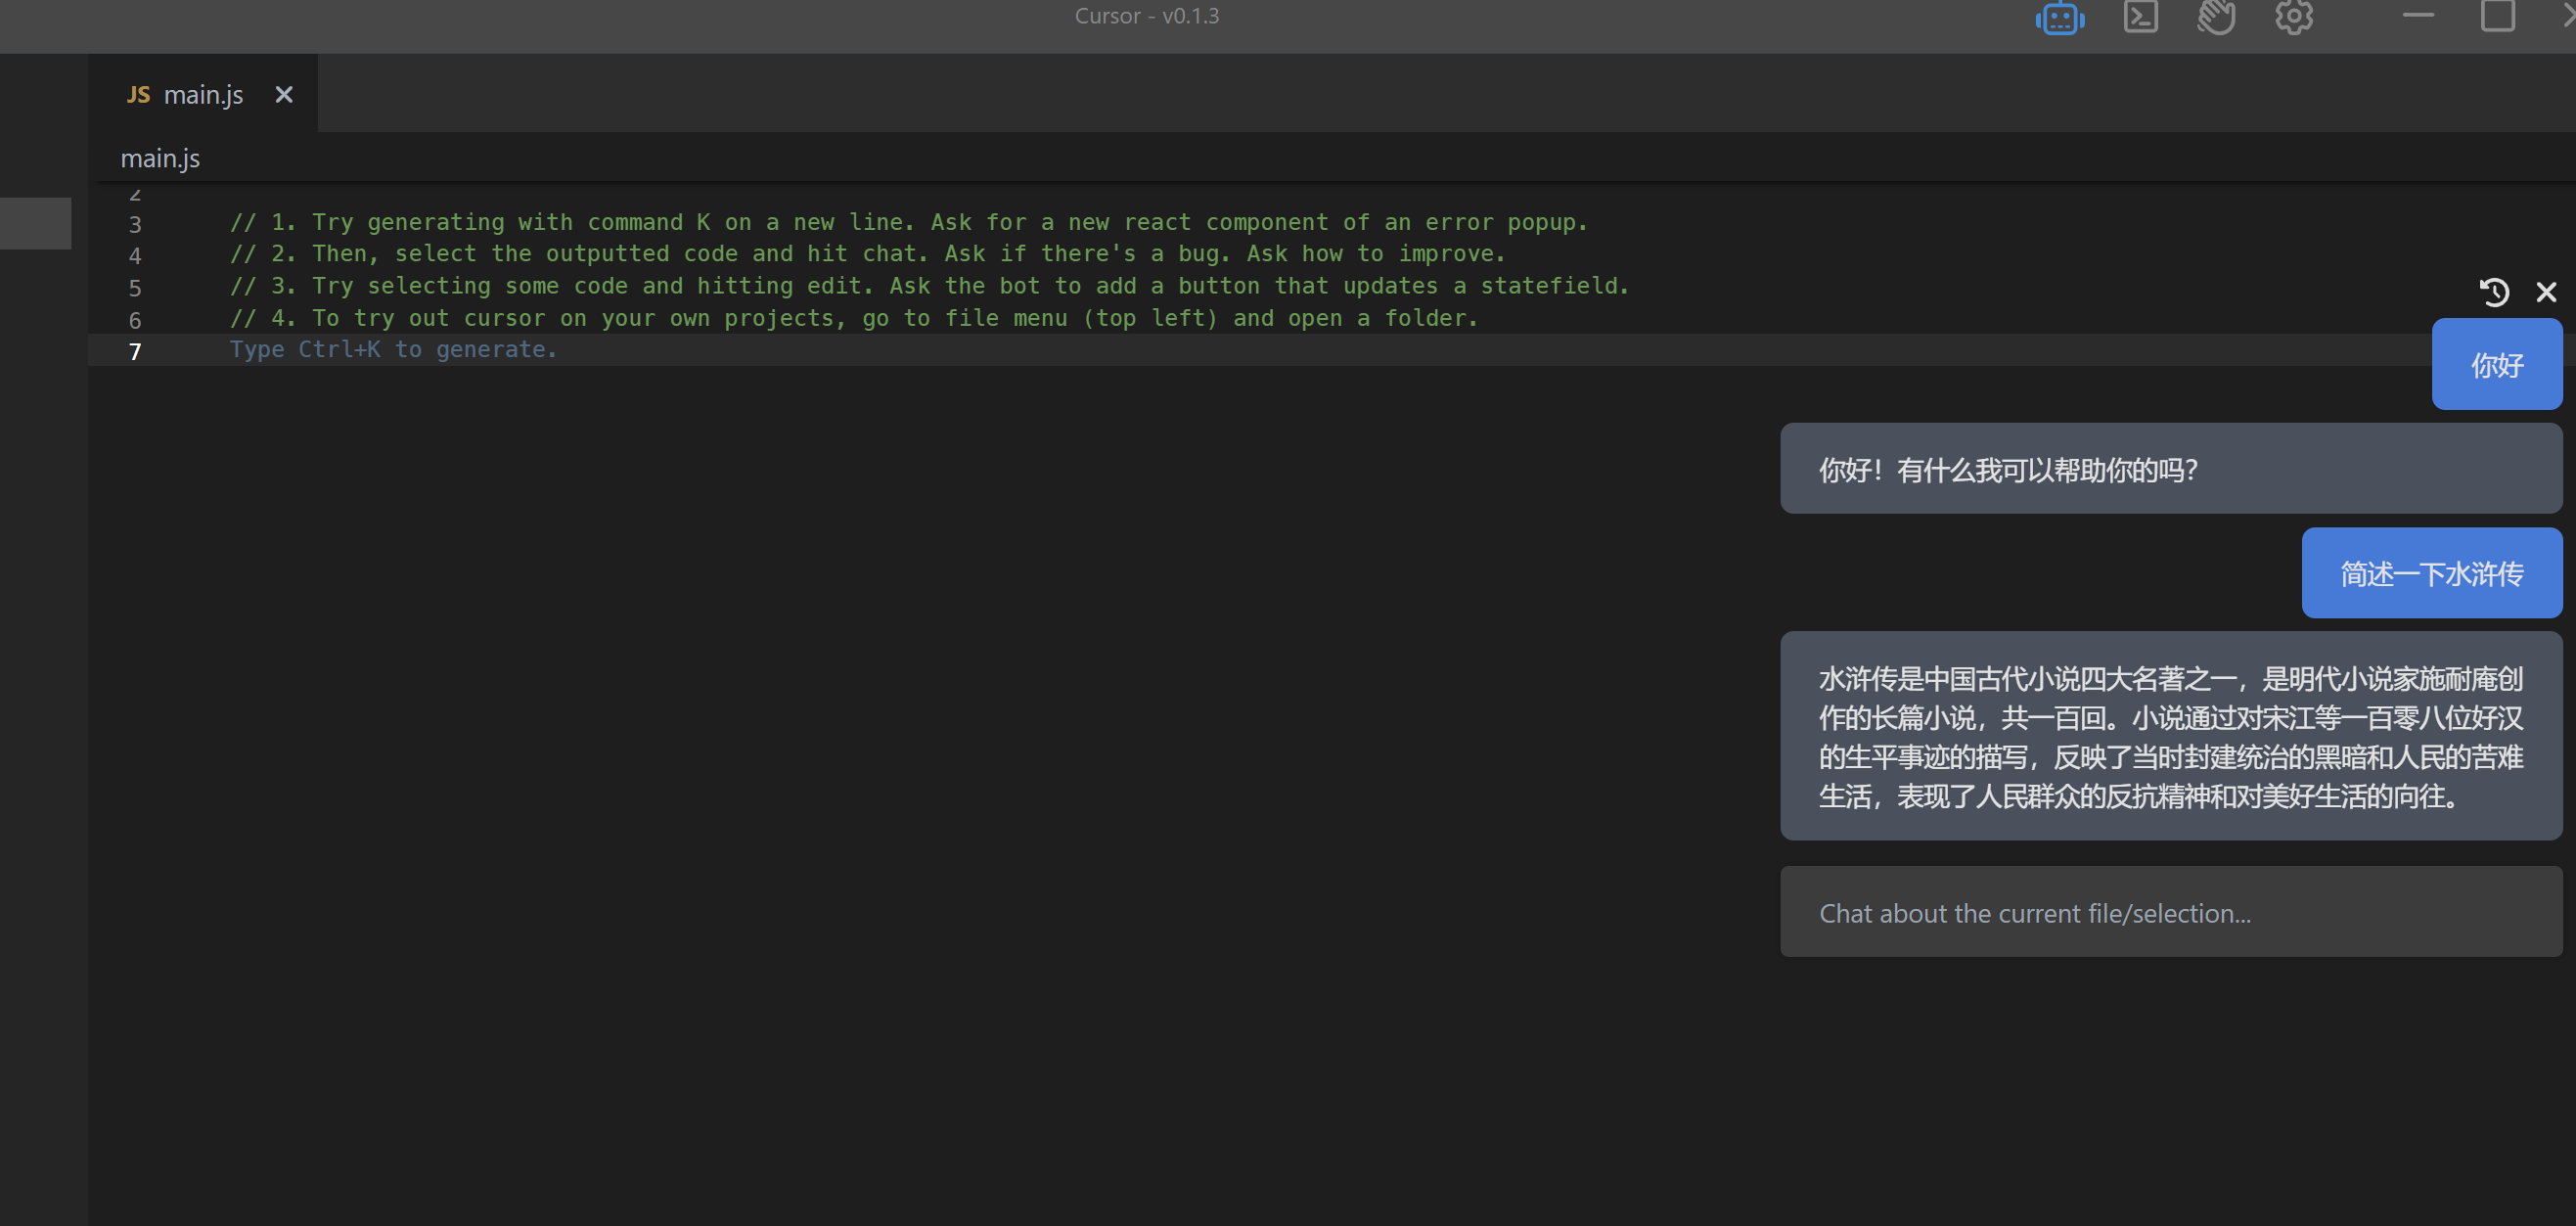 Cursor - v0.1.3
JS main.js
main.js
2
3 // 1. Try generating with command K on a new line. Ask for a new react component of an error popup.
4 // 2. Then, select the outputted code and hit chat. Ask if there's a bug. Ask how to improve.
5 // 3. Try selecting some code and hitting edit. Ask the bot to add a button that updates a statefield.
6 // 4. To try out cursor on your own projects, go to file menu (top left) and open a folder.
7 Type Ctrl+K to generate.
你好
你好！有什么我可以帮助你的吗？
简述一下水浒传
水浒传是中国古代小说四大名著之一，是明代小说家施耐庵创
作的长篇小说，共一百回。小说通过对宋江等一百零八位好汉
的生平事迹的描写，反映了当时封建统治的黑暗和人民的苦难
生活，表现了人民群众的反抗精神和对美好生活的向往。
Chat about the current file/selection...